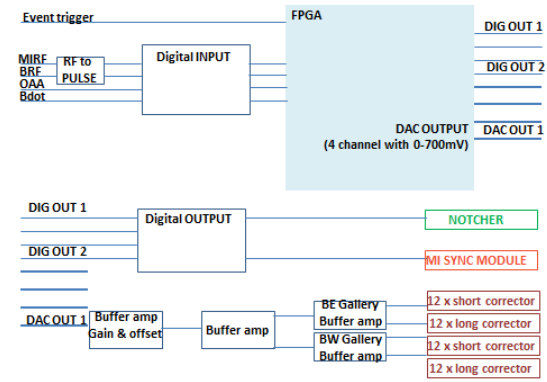 Event trigger
FPGA
DIG OUT 1
MIRF
BRF
OAA
Bdot
RF to
PULSE
Digital INPUT
DIG OUT 2
DAC OUTPUT
(4 channel with 0-700mV)
DAC OUT 1
DIG OUT 1
Digital OUTPUT
NOTCHER
DIG OUT 2
MI SYNC MODULE
DAC OUT 1
Buffer amp
Gain & offset
Buffer amp
BE Gallery
Buffer amp
BW Gallery
Buffer amp
12 x short corrector
12 x long corrector
12 x short corrector
12 x long corrector